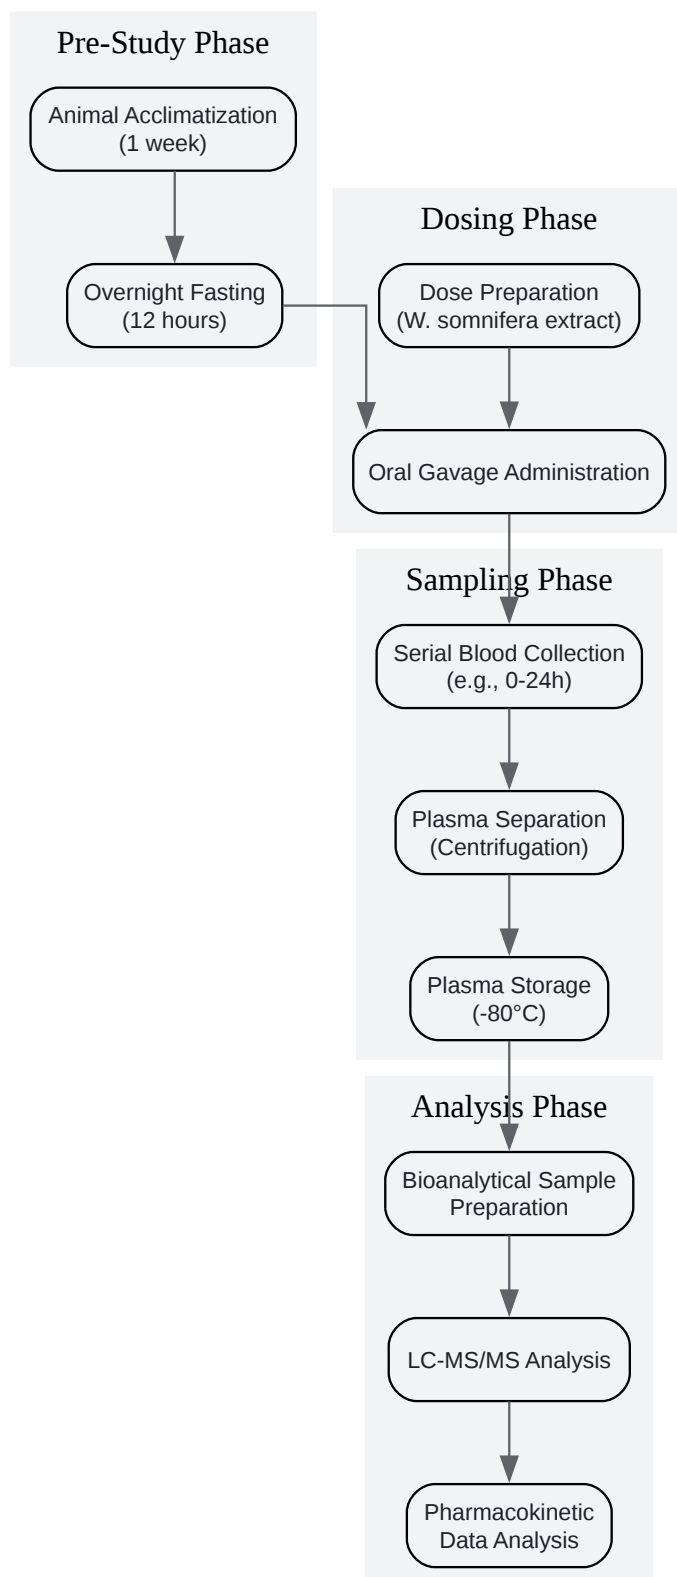 Pre-Study Phase
Animal Acclimatization
(1 week)
Overnight Fasting
(12 hours)
Dosing Phase
Dose Preparation
(W. somnifera extract)
Oral Gavage Administration
Sampling Phase
Serial Blood Collection
(e.g., 0-24h)
Plasma Separation
(Centrifugation)
Plasma Storage
(-80°C)
Analysis Phase
Bioanalytical Sample
Preparation
LC-MS/MS Analysis
Pharmacokinetic
Data Analysis